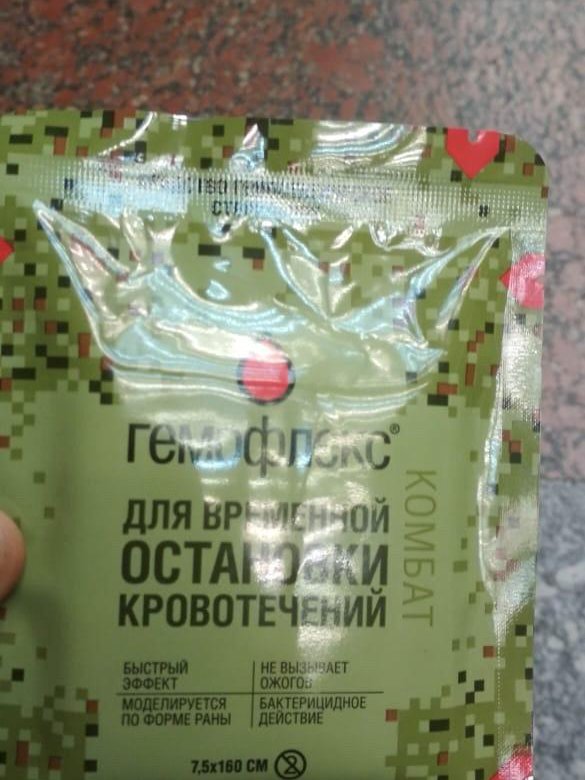 гемофлекс®
КОМБАТ
ДЛЯ ВРЕМЕННОЙ
ОСТАНОВКИ
КРОВОТЕЧЕНИЙ
БЫСТРЫЙ
ЭФФЕКТ
НЕ ВЫЗЫВАЕТ
ОЖОГОВ
МОДЕЛИРУЕТСЯ
ПО ФОРМЕ РАНЫ
БАКТЕРИЦИДНОЕ
ДЕЙСТВИЕ
7,5x160 СМ